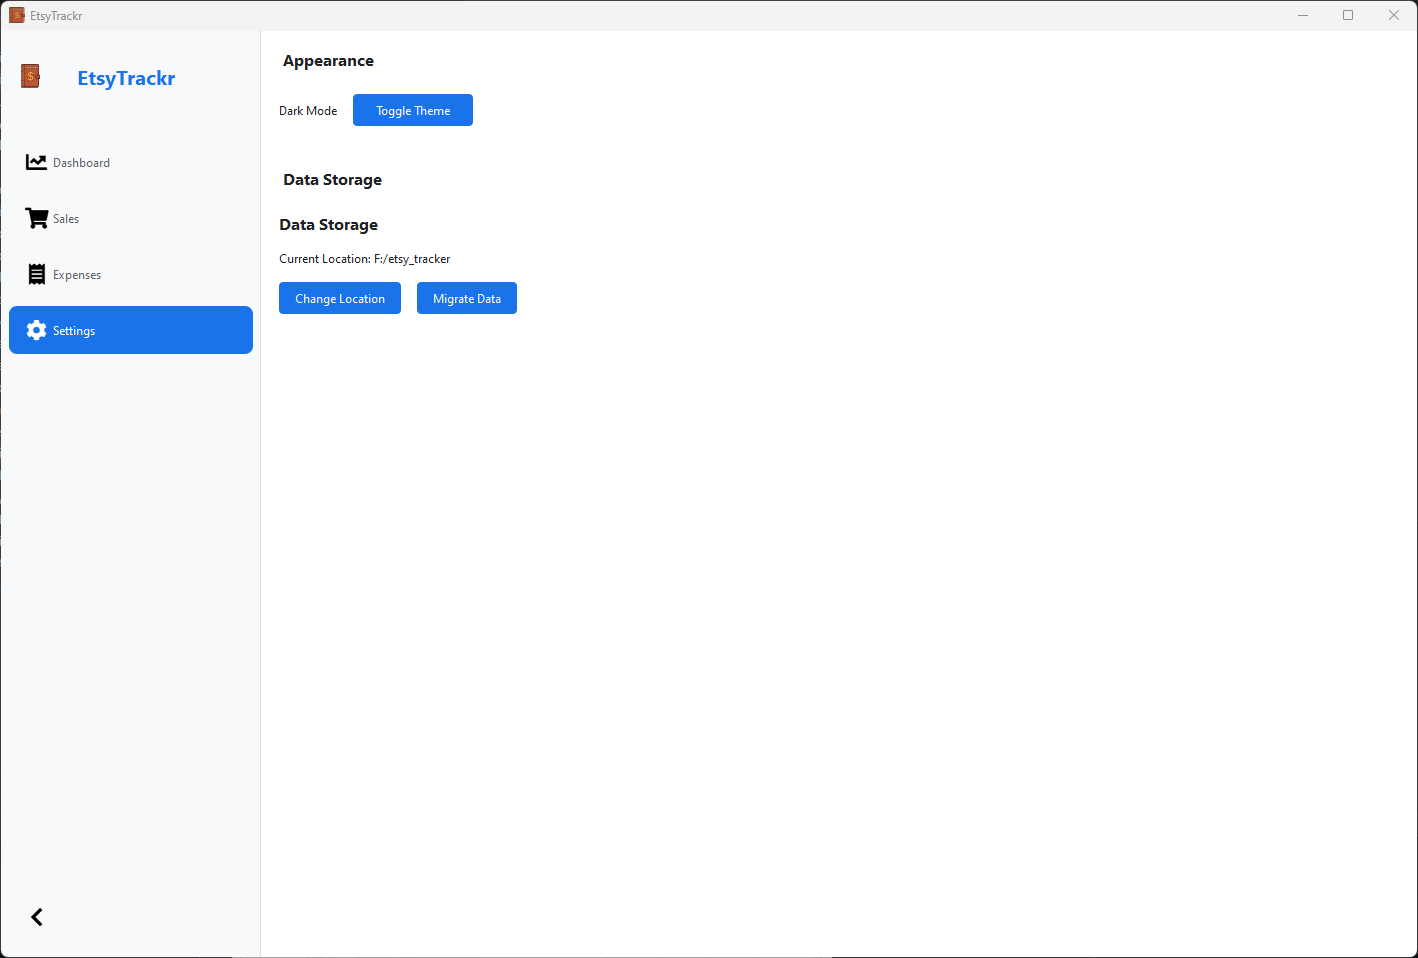 EtsyTrackr
EtsyTrackr
Dashboard
Sales
Expenses
Settings
Appearance
Dark Mode
Toggle Theme
Data Storage
Data Storage
Current Location: F:/etsy_tracker
Change Location
Migrate Data